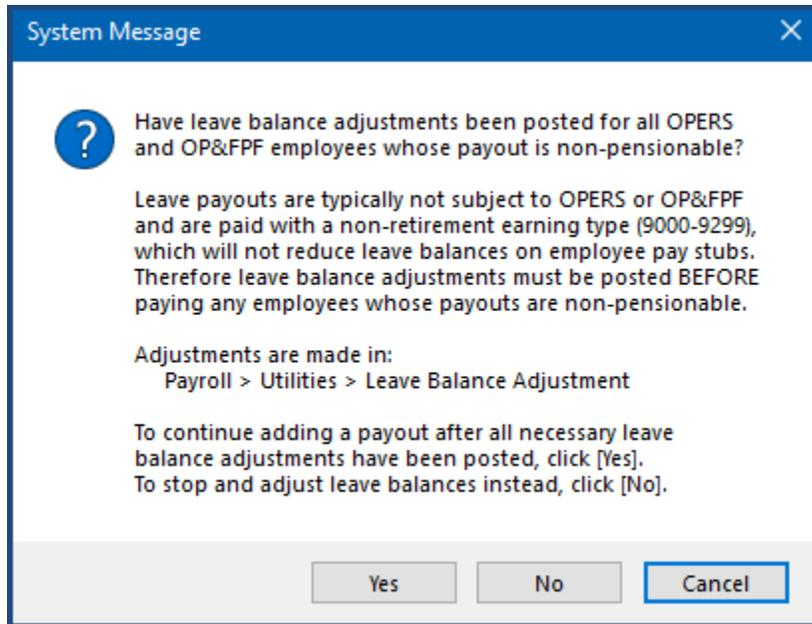 System Message
Have leave balance adjustments been posted for all OPERS
and OP&FPF employees whose payout is non-pensionable?
Leave payouts are typically not subject to OPERS or OP&FPF
and are paid with a non-retirement earning type (9000-9299),
which will not reduce leave balances on employee pay stubs.
Therefore leave balance adjustments must be posted BEFORE
paying any employees whose payouts are non-pensionable.
Adjustments are made in:
Payroll > Utilities > Leave Balance Adjustment
To continue adding a payout after all necessary leave
balance adjustments have been posted, click [Yes].
To stop and adjust leave balances instead, click [No].
Yes No Cancel